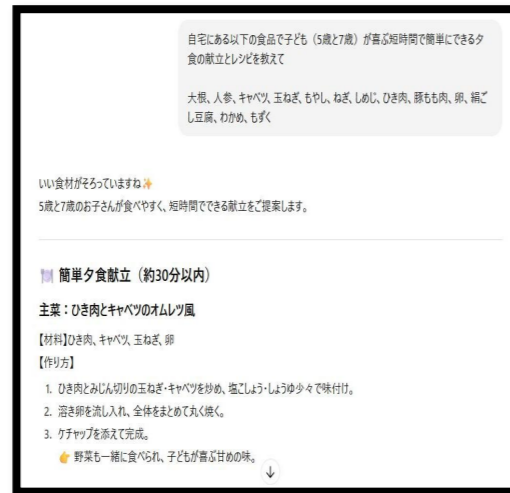 自宅にある以下の食品で子ども（5歳と7歳）が喜ぶ短時間で簡単にできる夕
食の献立とレシピを教えて
大根、人参、キャベツ、玉ねぎ、もやし、ねぎ、しめじ、ひき肉、豚もも肉、卵、絹ご
し豆腐、わかめ、もずく
いい食材がそろっていますね✨
5歳と7歳のお子さんが食べやすく、短時間でできる献立をご提案します。
🍽️ 簡単夕食献立（約30分以内）
主菜：ひき肉とキャベツのオムレツ風
【材料】ひき肉、キャベツ、玉ねぎ、卵
【作り方】
1. ひき肉とみじん切りの玉ねぎ・キャベツを炒め、塩こしょう・しょうゆ少々で味付け。
2. 溶き卵を流し入れ、全体をまとめて丸く焼く。
3. ケチャップを添えて完成。
👉 野菜も一緒に食べられ、子どもが喜ぶ甘めの味。